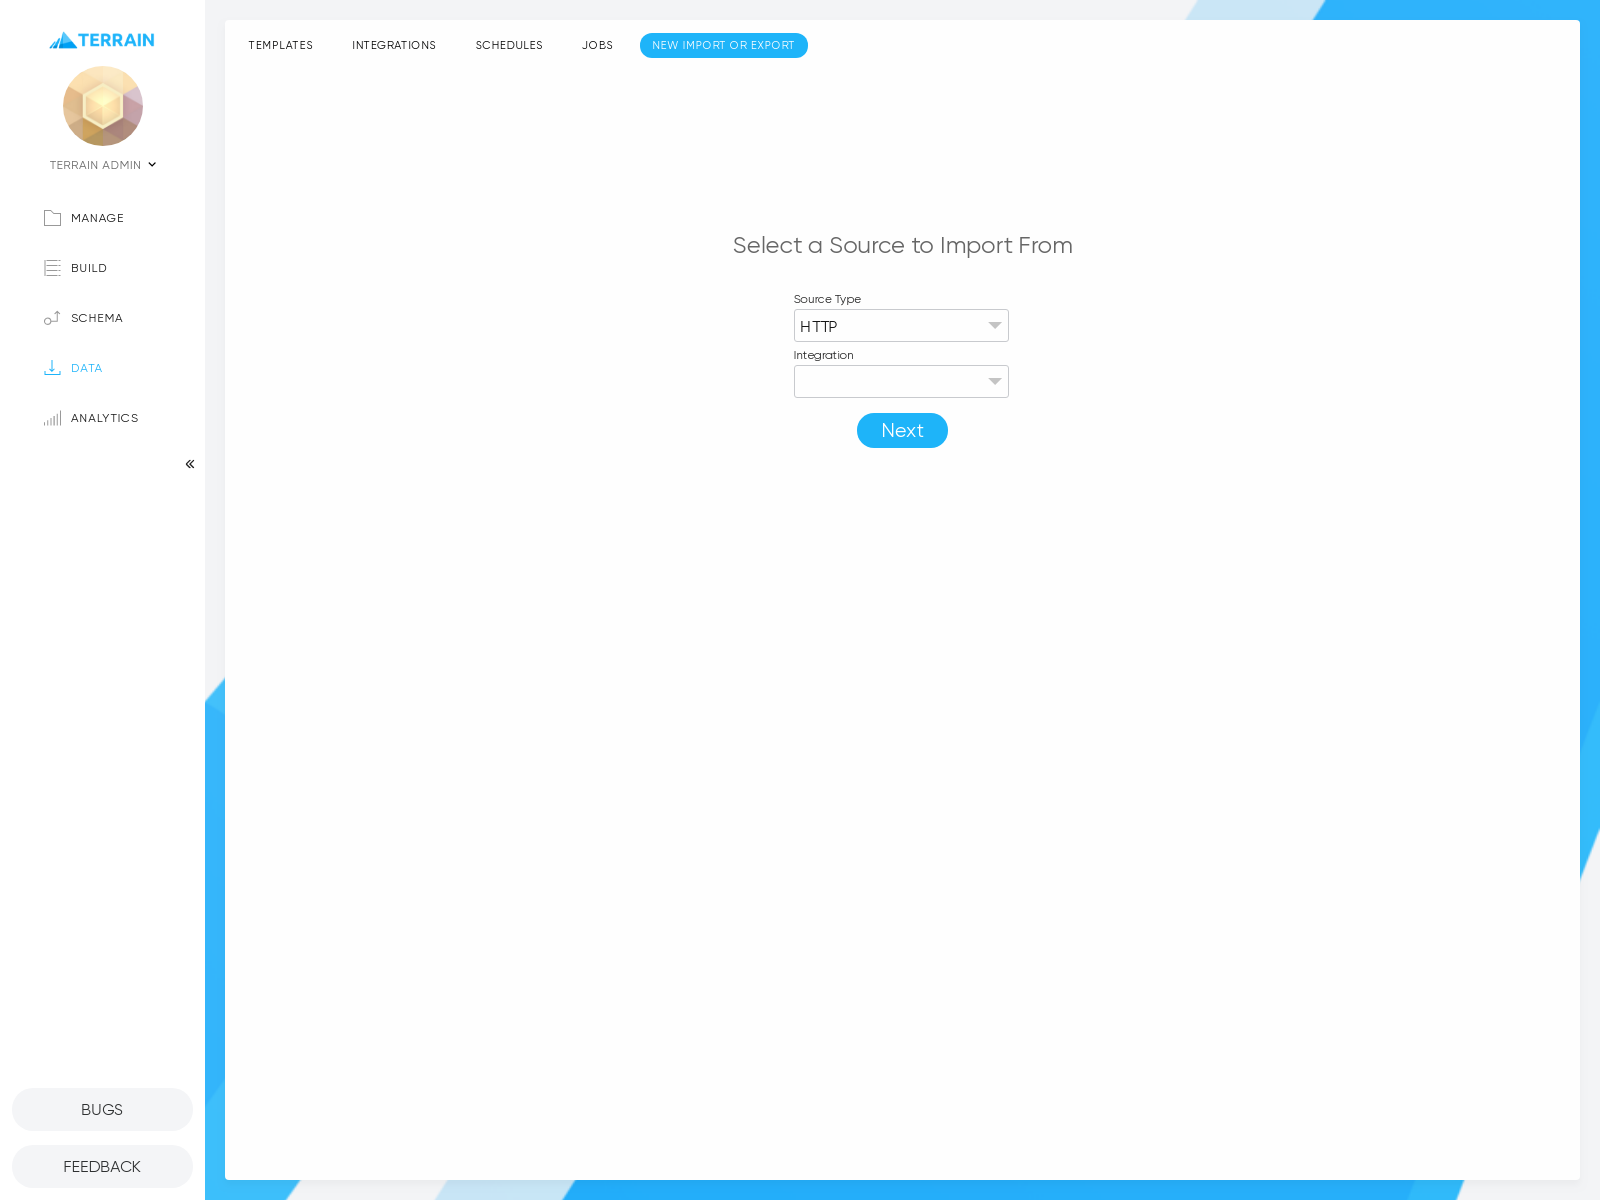 TERRAIN
TERRAIN ADMIN
MANAGE
BUILD
SCHEMA
DATA
ANALYTICS
BUGS
FEEDBACK
TEMPLATES INTEGRATIONS SCHEDULES JOBS NEW IMPORT OR EXPORT
Select a Source to Import From
Source Type
HTTP
Integration
Next